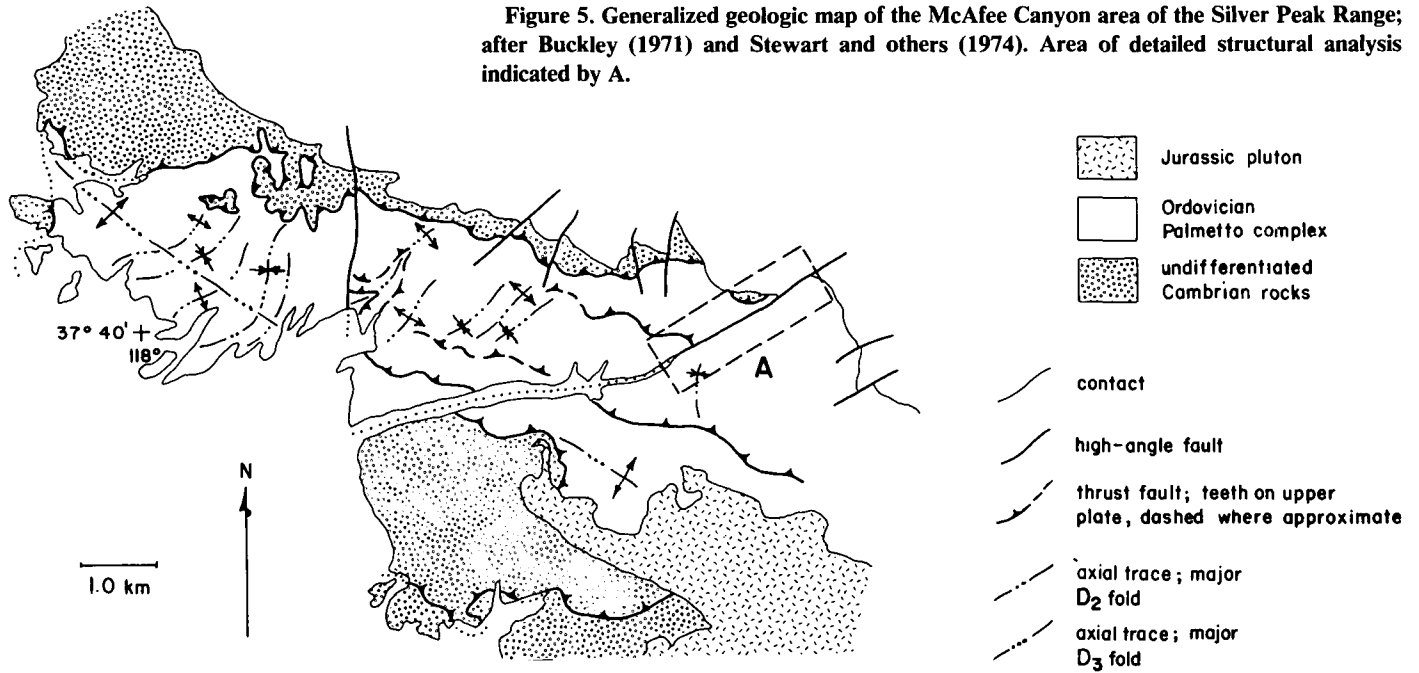 Figure 5. Generalized geologic map of the McAfee Canyon area of the Silver Peak Range;
after Buckley (1971) and Stewart and others (1974). Area of detailed structural analysis
indicated by A.
Jurassic pluton
Ordovician
Palmetto complex
undifferentiated
Cambrian rocks
37° 40'
118°
A
contact
high-angle fault
N
thrust fault; teeth on upper
plate, dashed where approximate
1.0 km
axial trace; major
D2 fold
axial trace; major
D3 fold